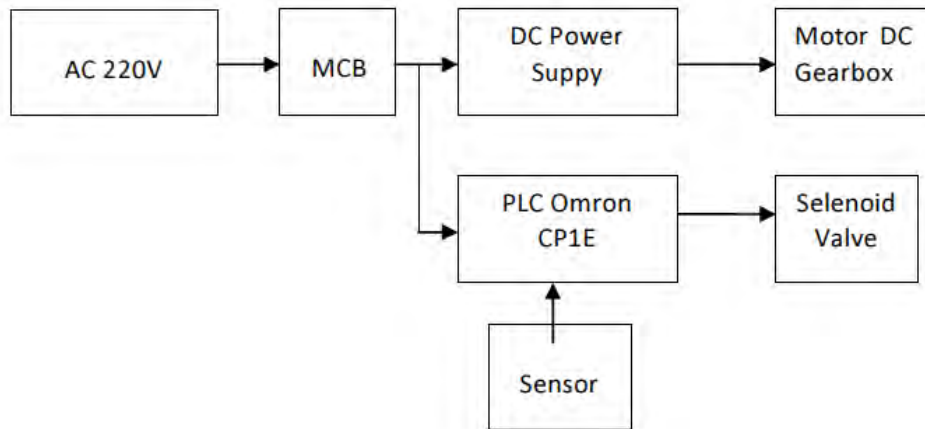 AC 220V
MCB
DC Power
Suppy
Motor DC
Gearbox
PLC Omron
CP1E
Selenoid
Valve
Sensor